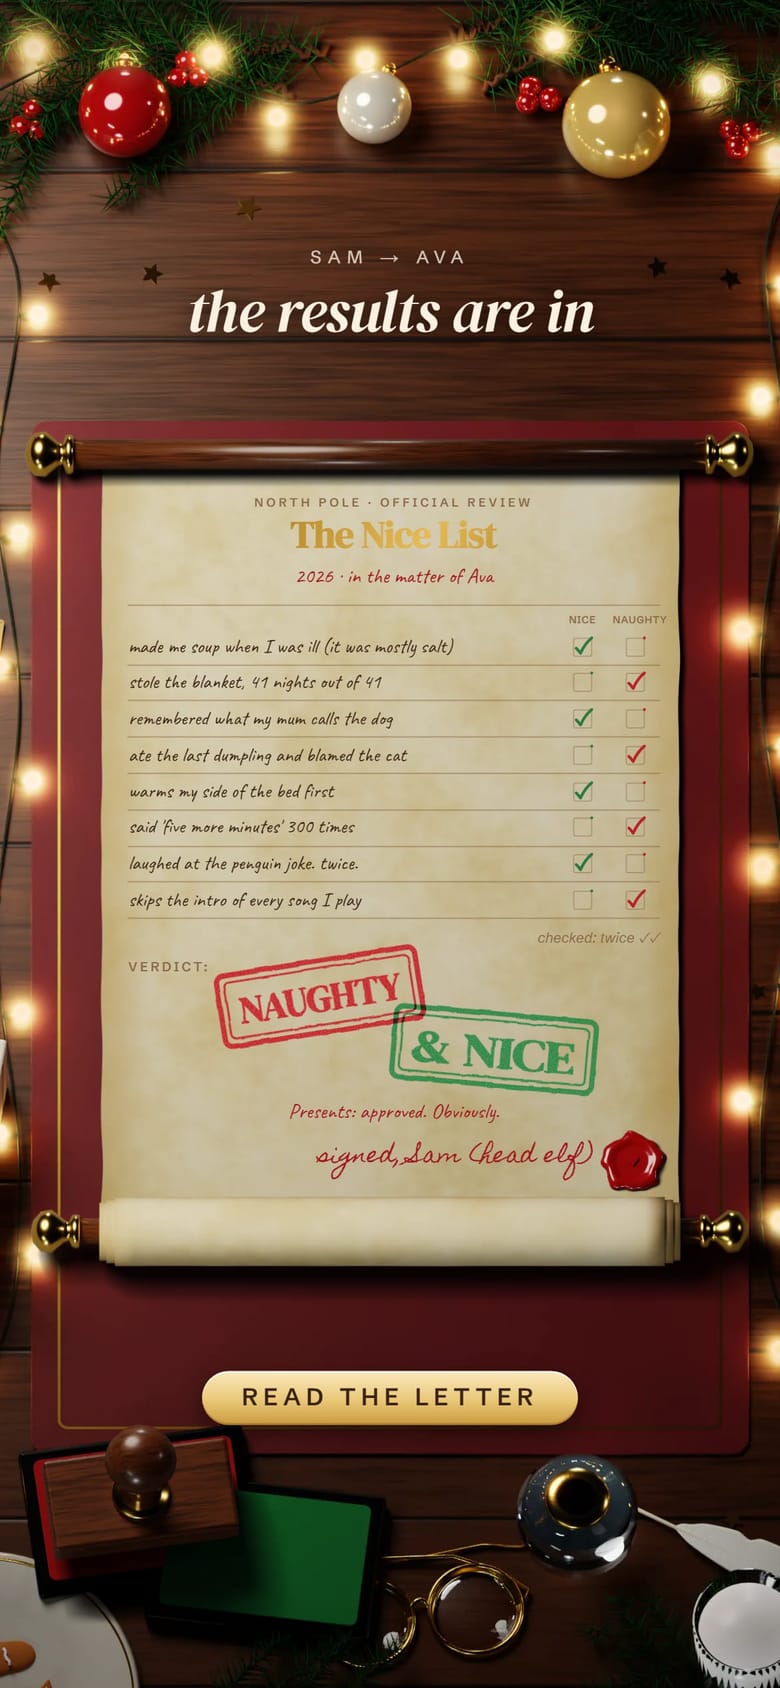 SAM → AVA
the results are in
NORTH POLE · OFFICIAL REVIEW
The Nice List
2026 · in the matter of Ava
NICE NAUGHTY
made me soup when I was ill (it was mostly salt) ✓
stole the blanket, 41 nights out of 41 ✓
remembered what my mum calls the dog ✓
ate the last dumpling and blamed the cat ✓
warms my side of the bed first ✓
said 'five more minutes' 300 times ✓
laughed at the penguin joke. twice. ✓
skips the intro of every song I play ✓
checked: twice ✓✓
VERDICT:
NAUGHTY
& NICE
Presents: approved. Obviously.
signed, Sam (head elf)
READ THE LETTER